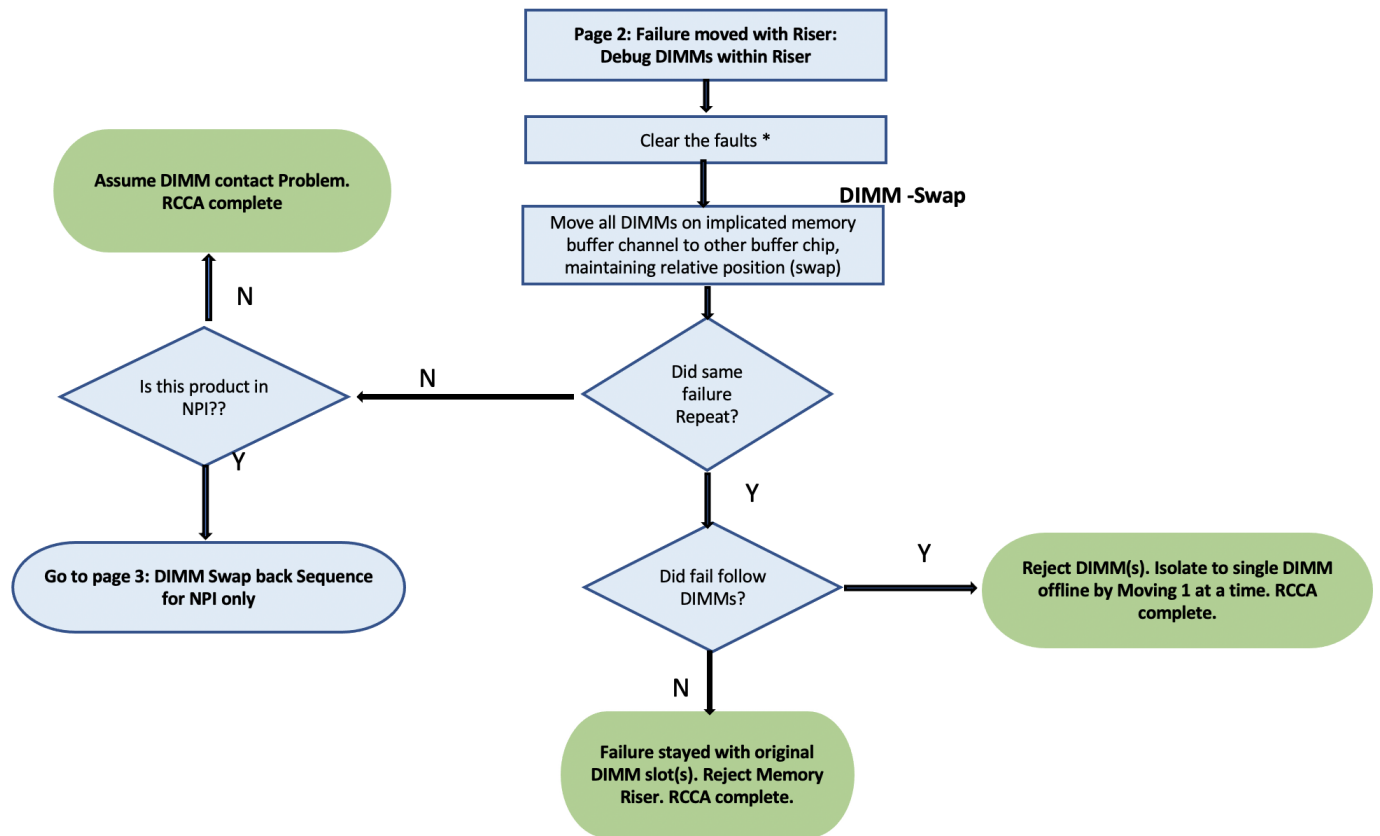 Page 2: Failure moved with Riser:
Debug DIMMs within Riser
Clear the faults *
DIMM -Swap
Move all DIMMs on implicated memory
buffer channel to other buffer chip,
maintaining relative position (swap)
Did same
failure
Repeat?
N
Is this product in
NPI??
N
Assume DIMM contact Problem.
RCCA complete
Y
Go to page 3: DIMM Swap back Sequence
for NPI only
Y
Did fail follow
DIMMs?
Y
Reject DIMM(s). Isolate to single DIMM
offline by Moving 1 at a time. RCCA
complete.
N
Failure stayed with original
DIMM slot(s). Reject Memory
Riser. RCCA complete.